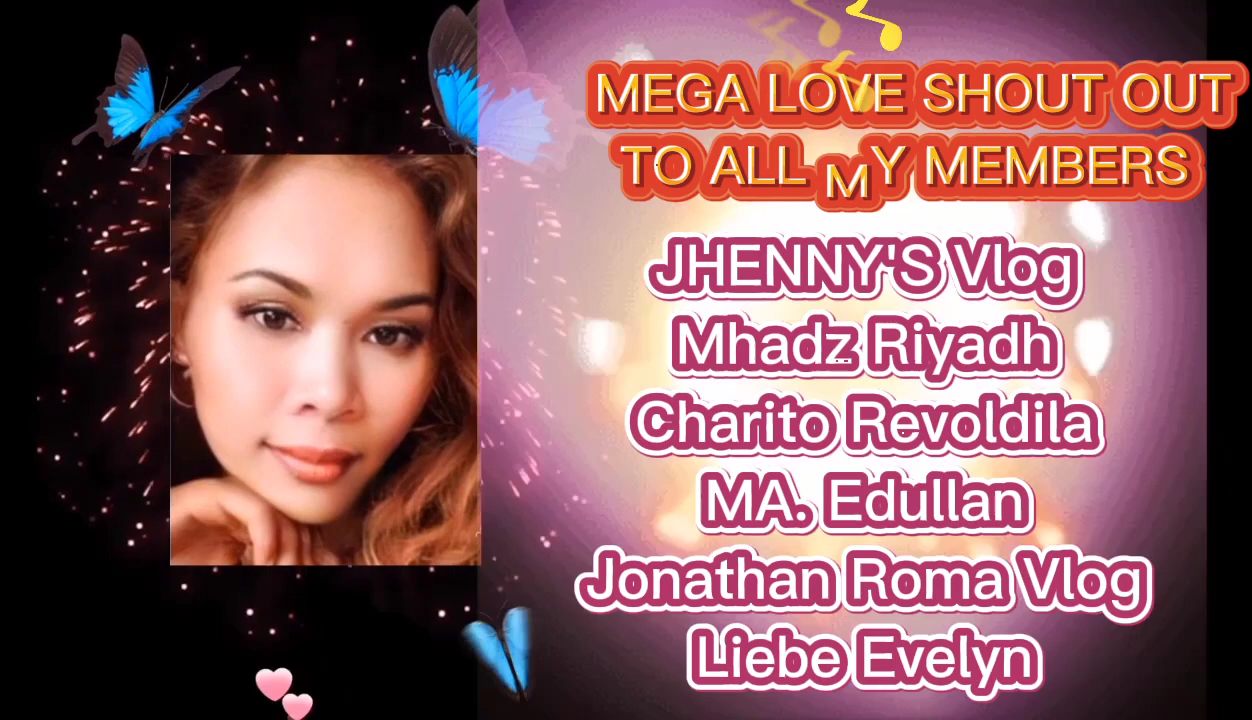 MEGA LOVE SHOUT OUT
TO ALL MY MEMBERS
JHENNY'S Vlog
Mhadz Riyadh
Charito Revoldila
MA. Edullan
Jonathan Roma Vlog
Liebe Evelyn